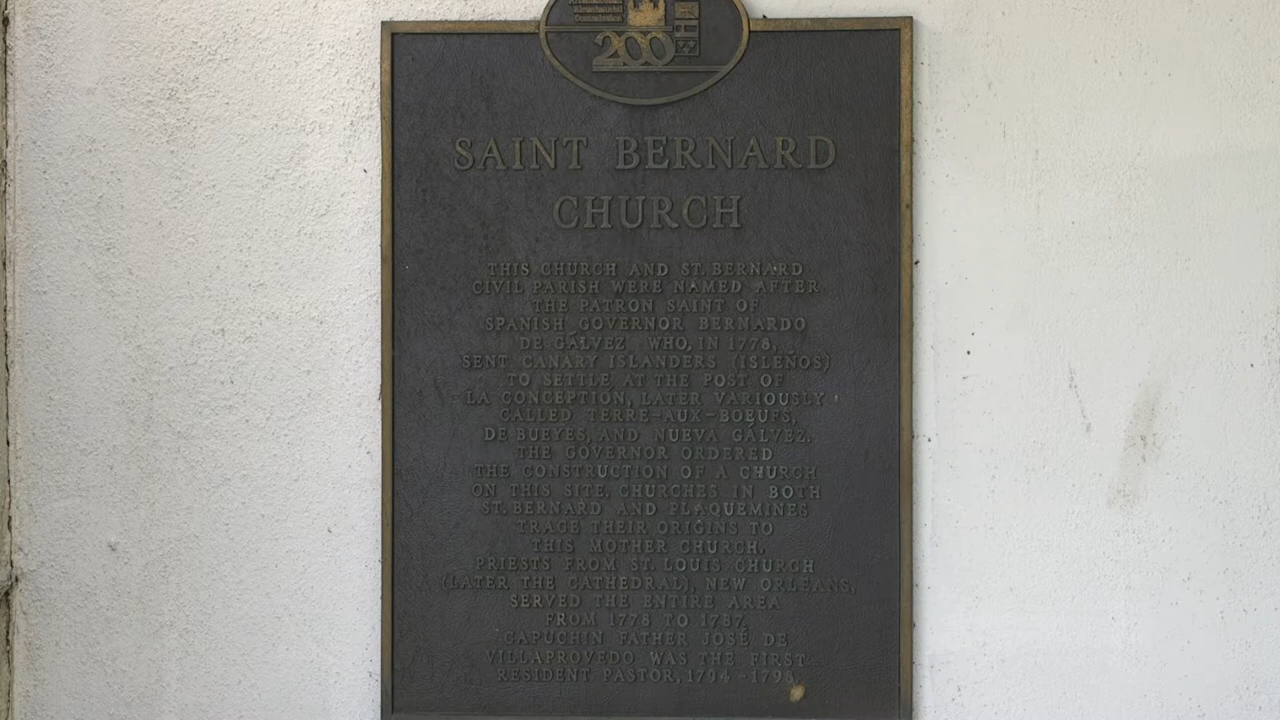 200
SAINT BERNARD
CHURCH
THIS CHURCH AND ST. BERNARD
CIVIL PARISH WERE NAMED AFTER
THE PATRON SAINT OF
SPANISH GOVERNOR BERNARDO
DE GÁLVEZ WHO, IN 1778,
SENT CANARY ISLANDERS (ISLEÑOS)
TO SETTLE AT THE POST OF
LA CONCEPTION, LATER VARIOUSLY
CALLED TERRE-AUX-BOEUFS,
DE BUEYES, AND NUEVA GÁLVEZ.
THE GOVERNOR ORDERED
THE CONSTRUCTION OF A CHURCH
ON THIS SITE. CHURCHES IN BOTH
ST. BERNARD AND PLAQUEMINES
TRACE THEIR ORIGINS TO
THIS MOTHER CHURCH.
PRIESTS FROM ST. LOUIS CHURCH
(LATER THE CATHEDRAL), NEW ORLEANS,
SERVED THE ENTIRE AREA
FROM 1778 TO 1787.
CAPUCHIN FATHER JOSÉ DE
VILLAPROVEDO WAS THE FIRST
RESIDENT PASTOR, 1794-1798